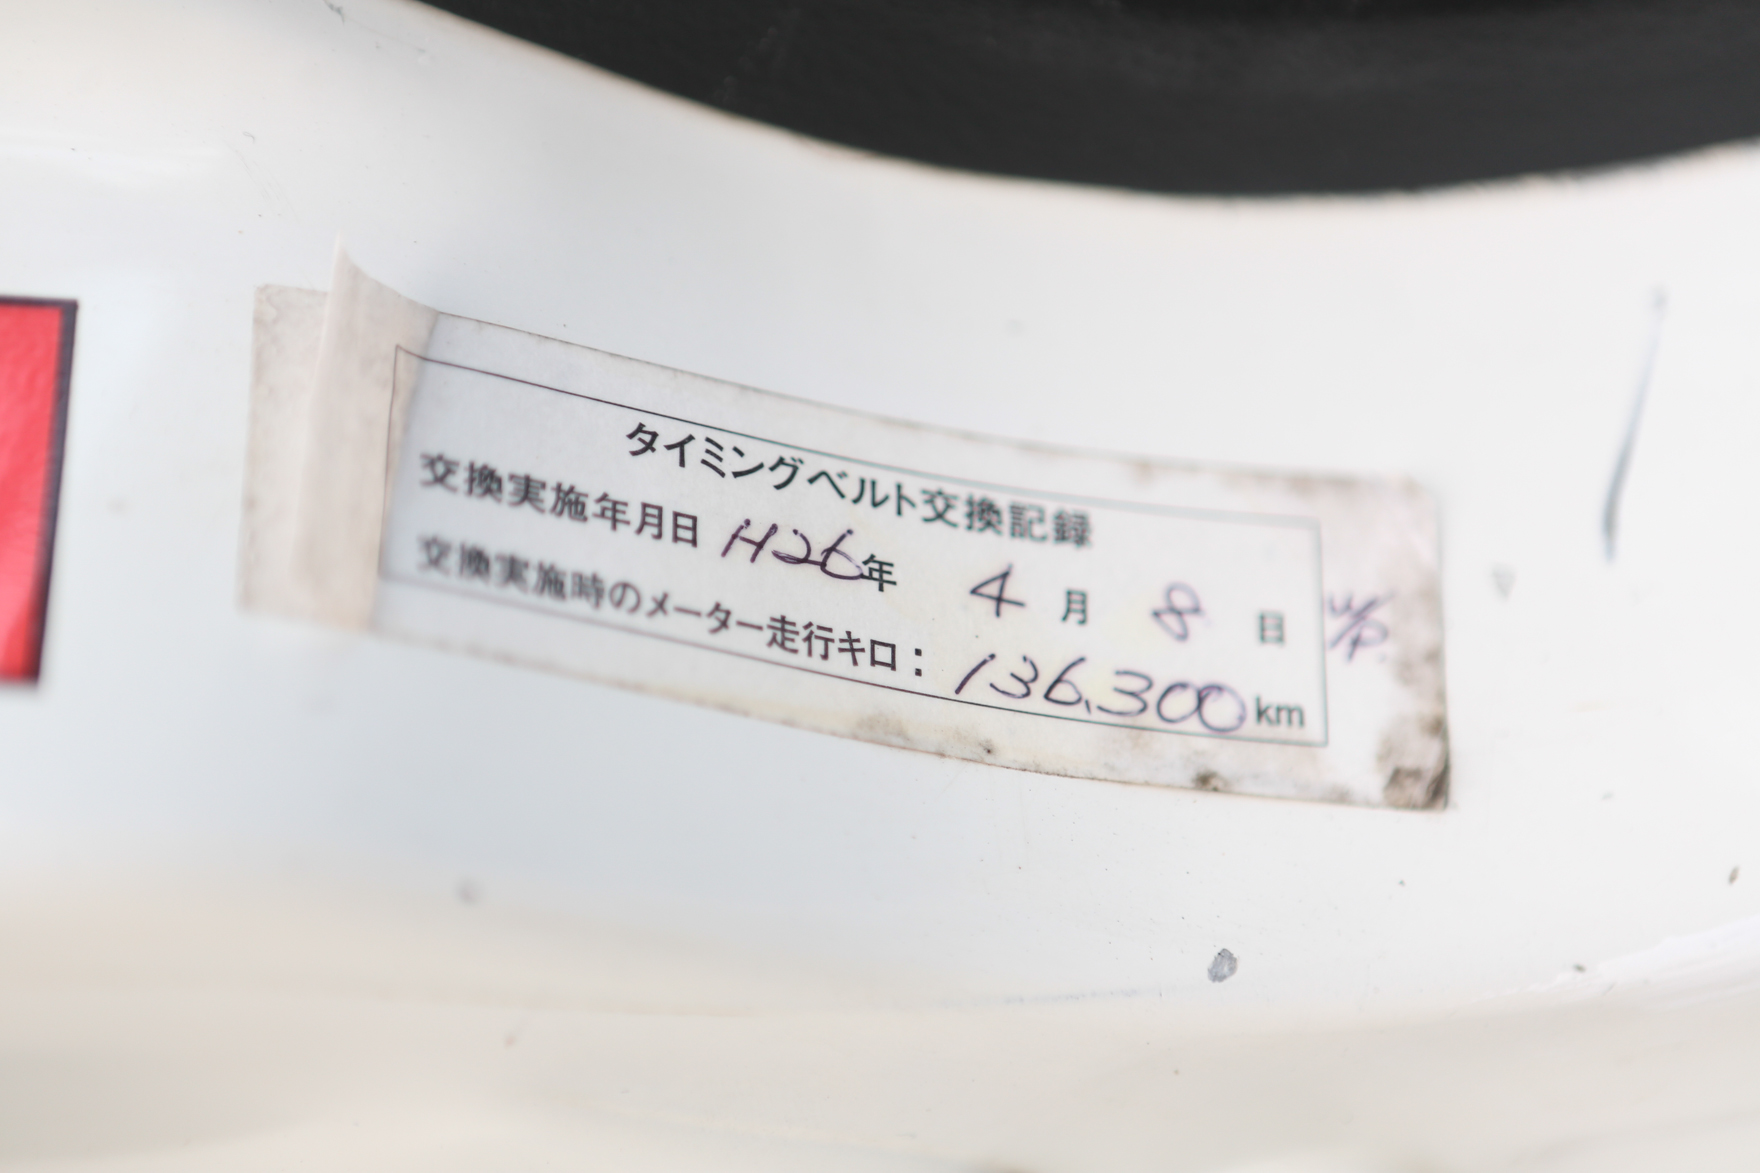 タイミングベルト交換記録
交換実施年月日 H26年 4月 8日 W/P.
交換実施時のメーター走行キロ：136,300km